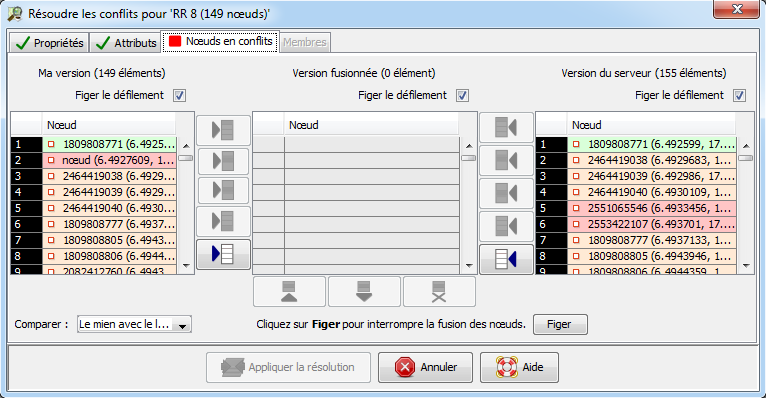 Résoudre les conflits pour 'RR 8 (149 nœuds)'
Propriétés Attributs Nœuds en conflits Membres
Ma version (149 éléments) Version fusionnée (0 élément) Version du serveur (155 éléments)
Figer le défilement Figer le défilement Figer le défilement
Nœud Nœud Nœud
1 1809808771 (6.4925... 1 1809808771 (6.492599, 17....
2 nœud (6.4927609, 1... 2 2464419038 (6.4929683, 1...
3 2464419038 (6.4929... 3 2464419039 (6.492986, 17....
4 2464419039 (6.4929... 4 2464419040 (6.4930109, 1...
5 2464419040 (6.4930... 5 2551065546 (6.4933456, 1...
6 1809808777 (6.4937... 6 2553422107 (6.493701, 17....
7 1809808805 (6.4943... 7 1809808777 (6.4937133, 1...
8 1809808806 (6.4944... 8 1809808805 (6.4943946, 1...
9 2082412760 (6.4943... 9 1809808806 (6.4944359, 1...
Comparer : Le mien avec le l... Cliquez sur Figer pour interrompre la fusion des nœuds. Figer
Appliquer la résolution Annuler Aide